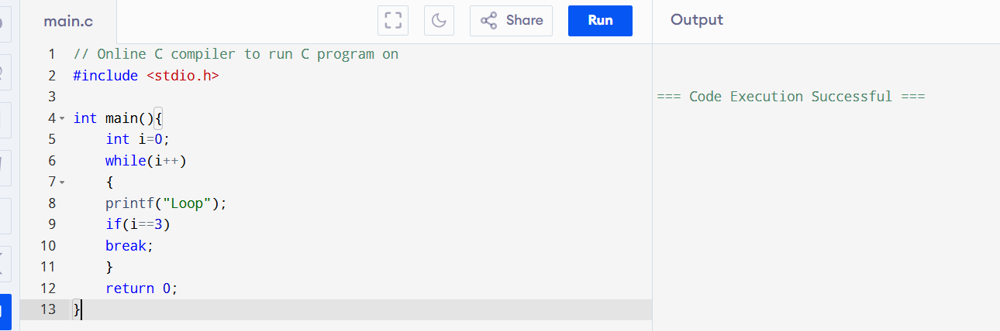 main.c
Share
Run
Output
1 // Online C compiler to run C program on
2 #include <stdio.h>
3
4 int main(){
5     int i=0;
6     while(i++)
7     {
8     printf("Loop");
9     if(i==3)
10     break;
11     }
12     return 0;
13 }
=== Code Execution Successful ===